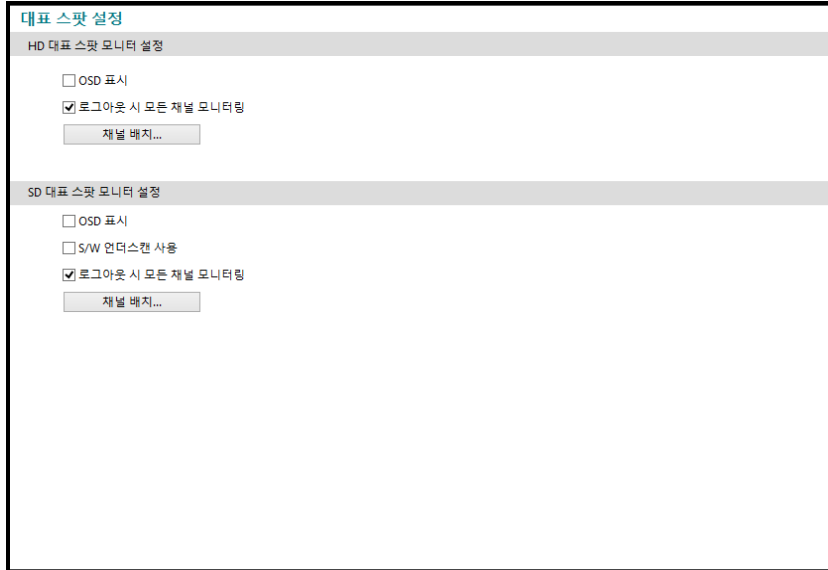 대표 스팟 설정
HD 대표 스팟 모니터 설정
OSD 표시
로그아웃 시 모든 채널 모니터링
채널 배치...
SD 대표 스팟 모니터 설정
OSD 표시
S/W 언더스캔 사용
로그아웃 시 모든 채널 모니터링
채널 배치...